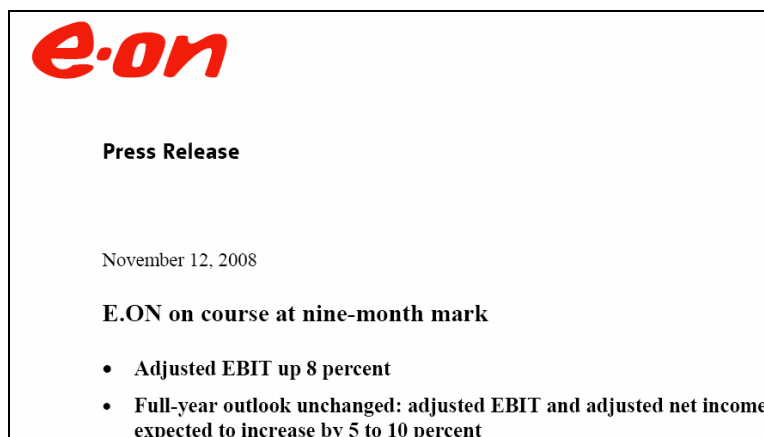 e·on
Press Release
November 12, 2008
E.ON on course at nine-month mark
• Adjusted EBIT up 8 percent
• Full-year outlook unchanged: adjusted EBIT and adjusted net income
expected to increase by 5 to 10 percent